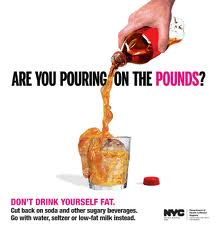 ARE YOU POURING ON THE POUNDS?
DON'T DRINK YOURSELF FAT.
Cut back on soda and other sugary beverages.
Go with water, seltzer or low-fat milk instead.
NYC